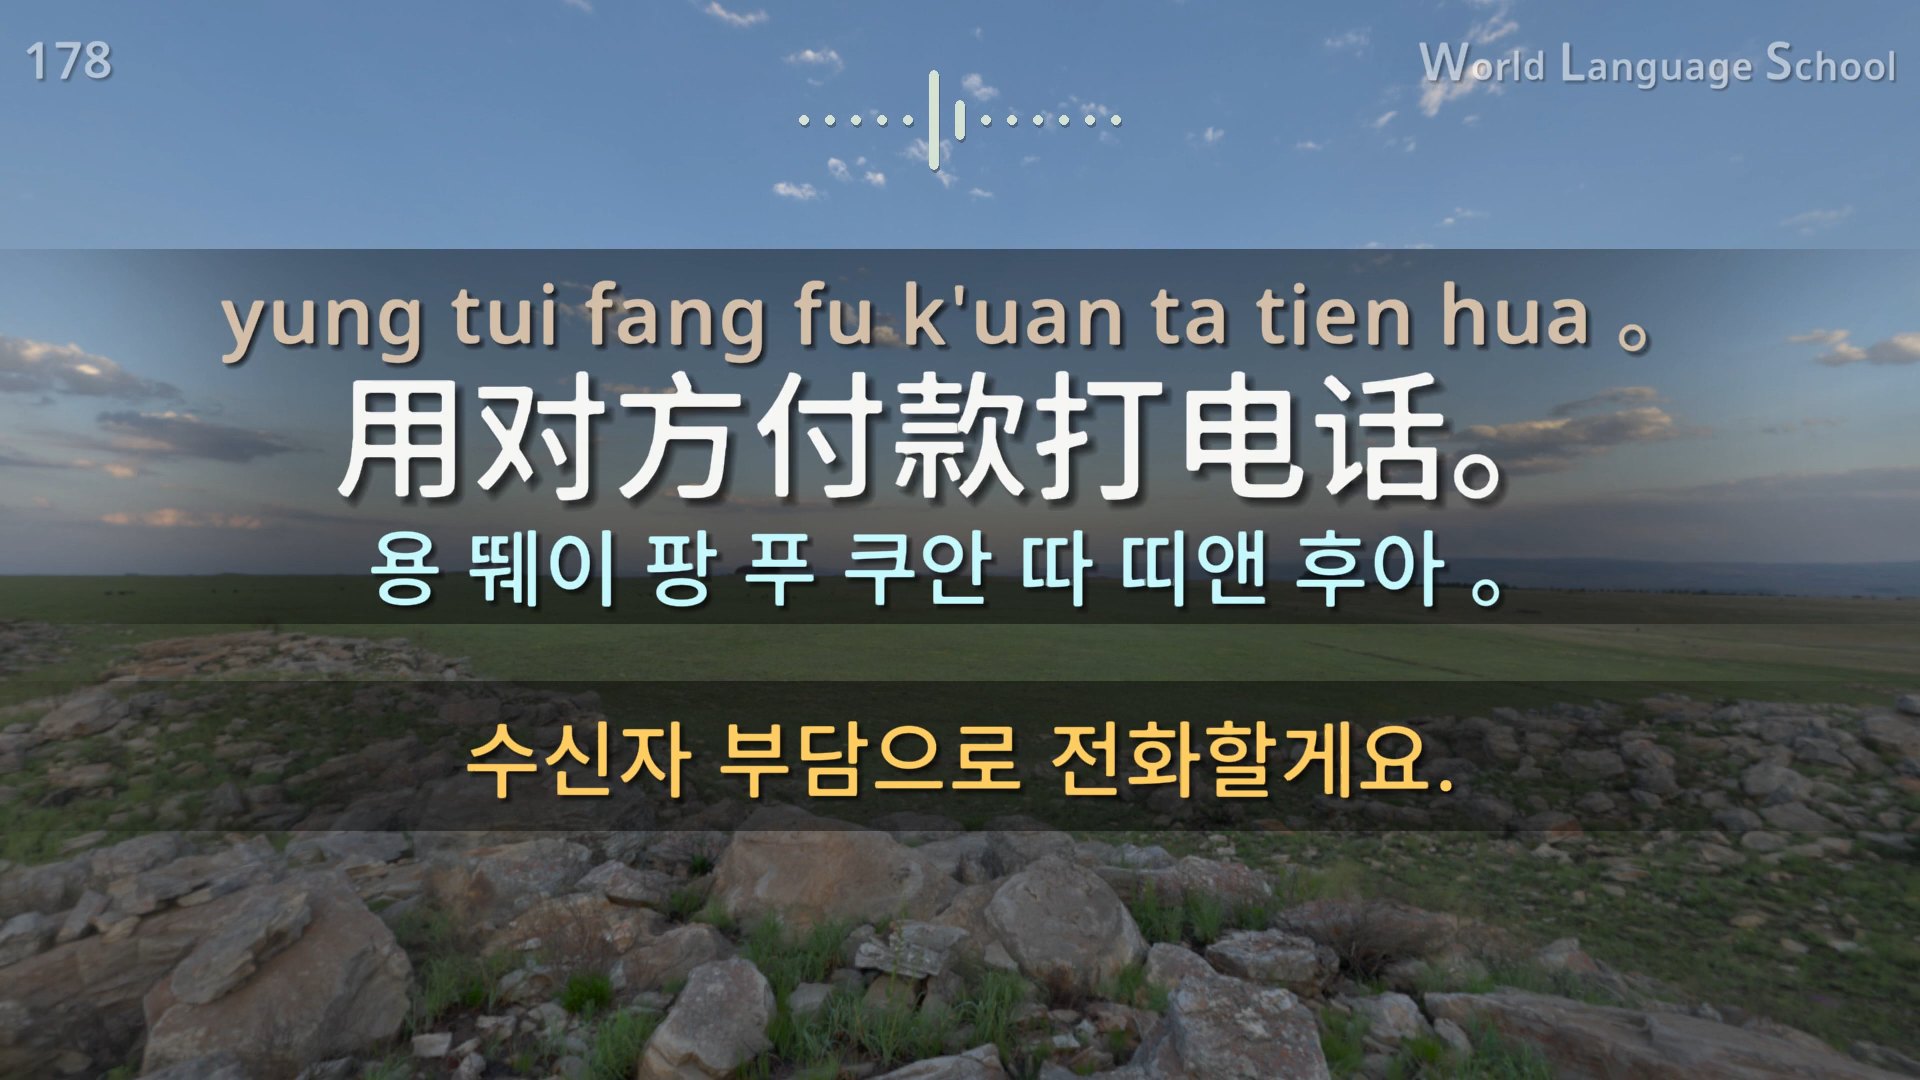 178
World Language School
yung tui fang fu k'uan ta tien hua 。
用对方付款打电话。
용 뛔이 팡 푸 쿠안 따 띠앤 후아 。
수신자 부담으로 전화할게요.